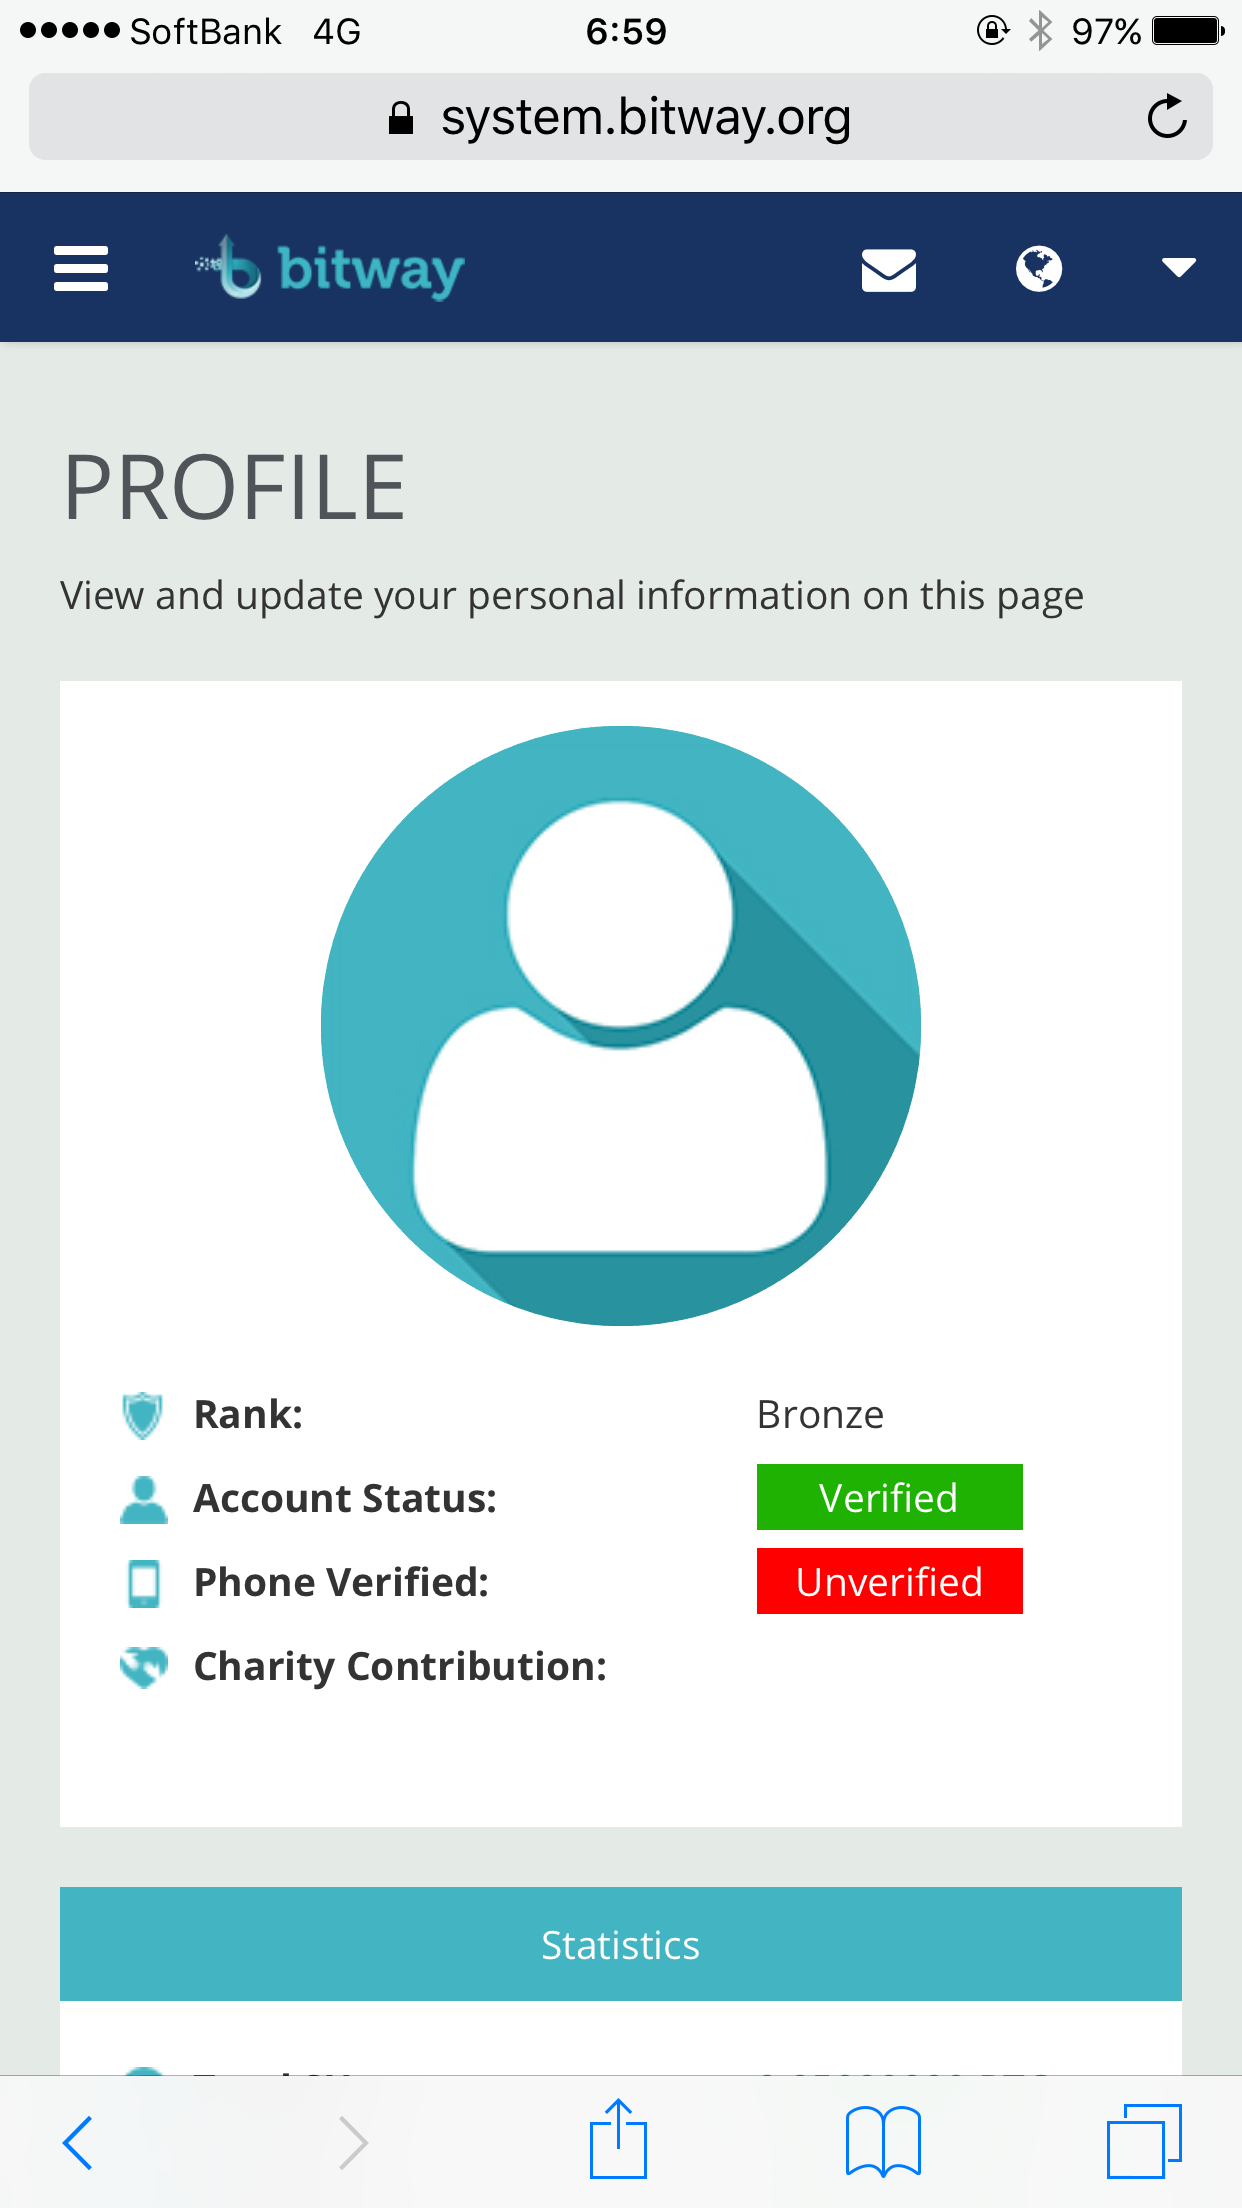 SoftBank 4G 6:59 97%
system.bitway.org
bitway
PROFILE
View and update your personal information on this page
Rank: Bronze
Account Status: Verified
Phone Verified: Unverified
Charity Contribution:
Statistics